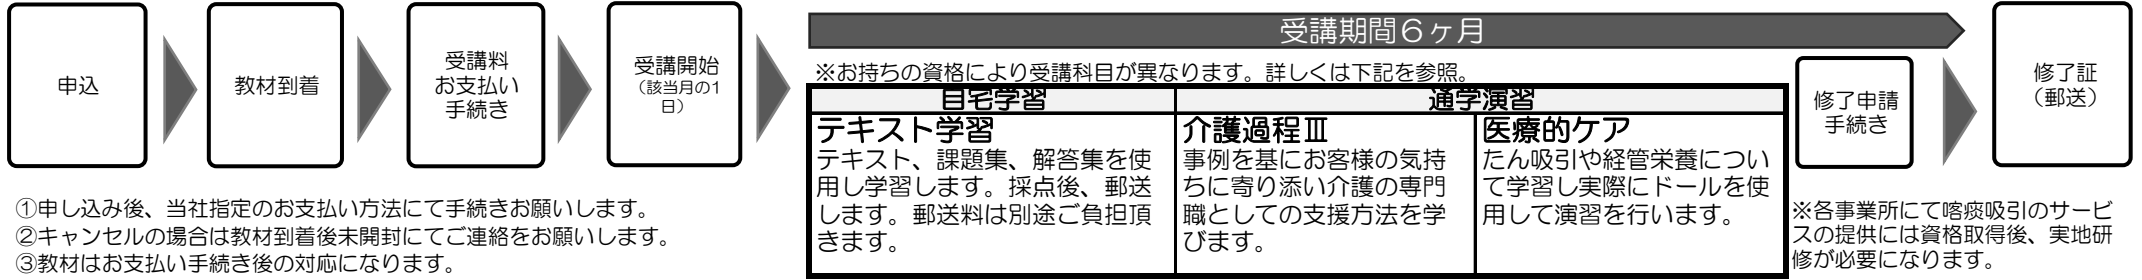 申込
教材到着
受講料
お支払い
手続き
受講開始
（該当月の1
日）
受講期間６ヶ月
※お持ちの資格により受講科目が異なります。詳しくは下記を参照。
自宅学習
通学演習
テキスト学習
テキスト、課題集、解答集を使
用し学習します。採点後、郵送
します。郵送料は別途ご負担頂
きます。
介護過程Ⅲ
事例を基にお客様の気持
ちに寄り添い介護の専門
職としての支援方法を学
びます。
医療的ケア
たん吸引や経管栄養につい
て学習し実際にドールを使
用して演習を行います。
修了申請
手続き
修了証
（郵送）
①申し込み後、当社指定のお支払い方法にて手続きお願いします。
②キャンセルの場合は教材到着後未開封にてご連絡をお願いします。
③教材はお支払い手続き後の対応になります。
※各事業所にて喀痰吸引のサービ
スの提供には資格取得後、実地研
修が必要になります。